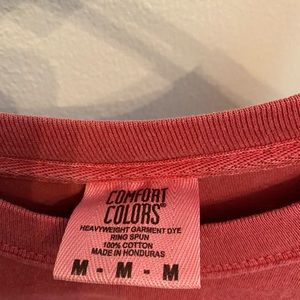 COMFORT
COLORS®
HEAVYWEIGHT GARMENT DYE
RING SPUN
100% COTTON
MADE IN HONDURAS
M - M - M